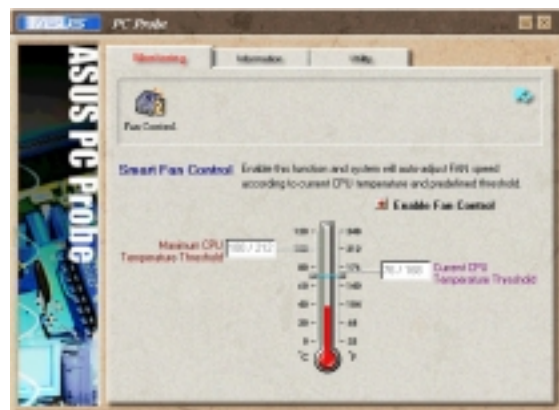 ASUS PC Probe
ASUS PC Probe
Monitoring Information Utility
Fan Control
Smart Fan Control Enable this function and system will auto-adjust FAN speed
according to current CPU temperature and predefined threshold.
Enable Fan Control
Maximum CPU
Temperature Threshold
100 / 212
Current CPU
Temperature Threshold
°C °F